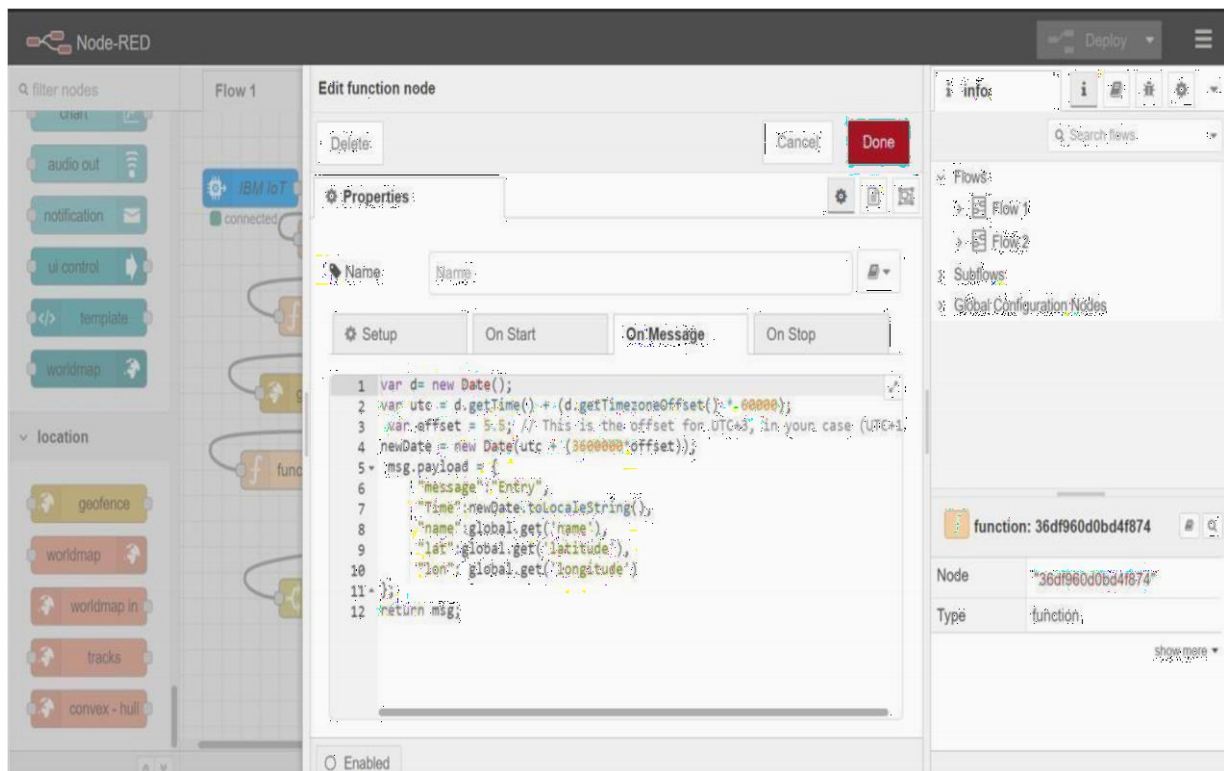 Node-RED
Deploy
filter nodes
chart
audio out
notification
ui control
template
worldmap
location
geofence
worldmap
worldmap in
tracks
convex - hull
Flow 1
IBM IoT
connected
func
Edit function node
Delete
Cancel
Done
Properties
Name
Name
Setup
On Start
On Message
On Stop
1 var d= new Date();
2 var utc = d.getTime() + (d.getTimezoneOffset() * 60000);
3 var offset = 5.5; // This is the offset for UTC+3, in your case (UTC+
4 newDate = new Date(utc + (3600000*offset));
5 msg.payload = {
6 "message":"Entry",
7 "Time":newDate.toLocaleString(),
8 "name":global.get('name'),
9 "lat":global.get('latitude'),
10 "lon": global.get('longitude')
11 };
12 return msg;
Enabled
info
Search flows
Flows
Flow 1
Flow 2
Subflows
Global Configuration Nodes
function: 36df960d0bd4f874
Node "36df960d0bd4f874"
Type function
show more